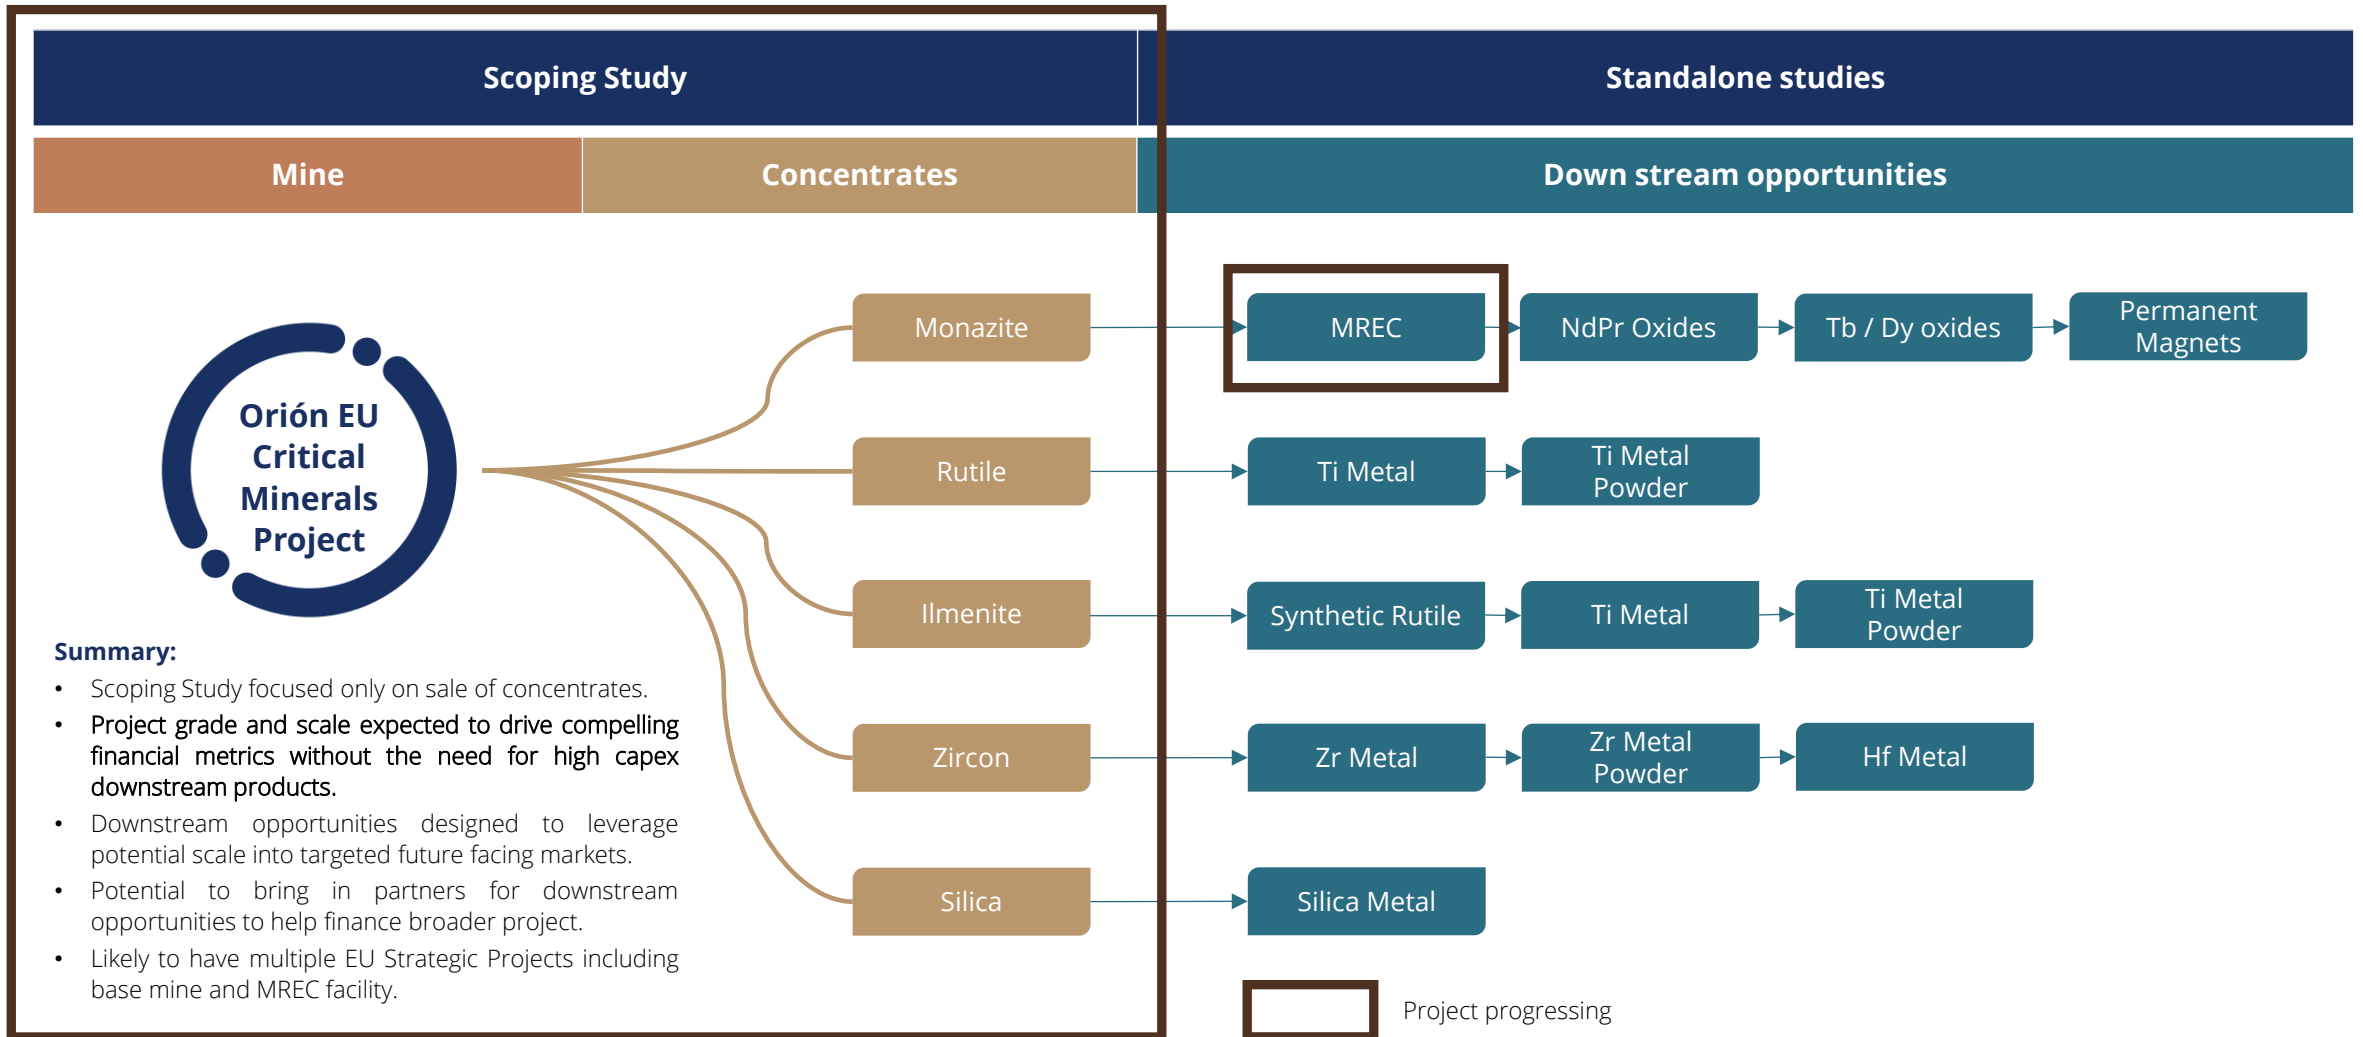 Scoping Study
Standalone studies
Mine
Concentrates
Down stream opportunities
Orión EU
Critical
Minerals
Project
Monazite
MREC
NdPr Oxides
Tb / Dy oxides
Permanent
Magnets
Rutile
Ti Metal
Ti Metal
Powder
Ilmenite
Synthetic Rutile
Ti Metal
Ti Metal
Powder
Zircon
Zr Metal
Zr Metal
Powder
Hf Metal
Silica
Silica Metal
Summary:
• Scoping Study focused only on sale of concentrates.
• Project grade and scale expected to drive compelling
financial metrics without the need for high capex
downstream products.
• Downstream opportunities designed to leverage
potential scale into targeted future facing markets.
• Potential to bring in partners for downstream
opportunities to help finance broader project.
• Likely to have multiple EU Strategic Projects including
base mine and MREC facility.
Project progressing